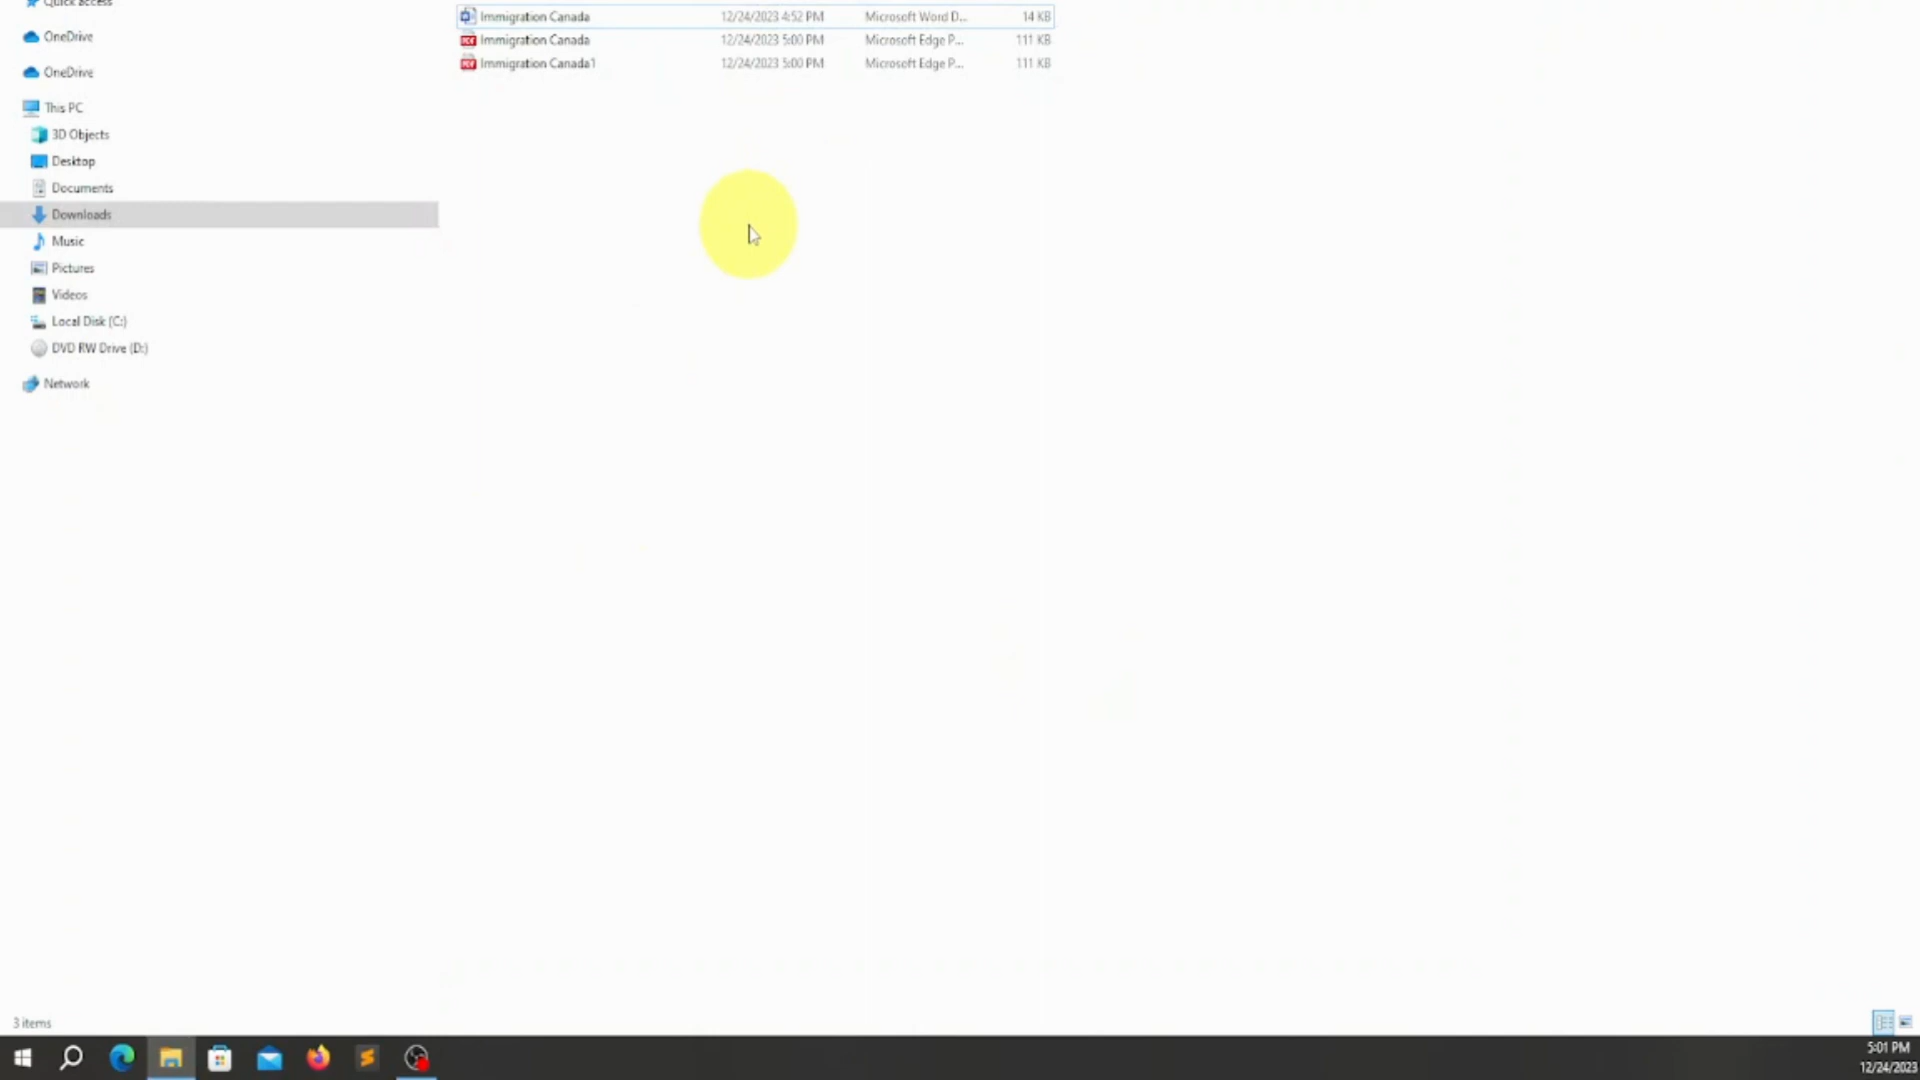 Quick access
OneDrive
OneDrive
This PC
3D Objects
Desktop
Documents
Downloads
Music
Pictures
Videos
Local Disk (C:)
DVD RW Drive (D:)
Network
Immigration Canada 12/24/2023 4:52 PM Microsoft Word D... 14 KB
Immigration Canada 12/24/2023 5:00 PM Microsoft Edge P... 111 KB
Immigration Canada1 12/24/2023 5:00 PM Microsoft Edge P... 111 KB
3 items
5:01 PM
12/24/2023